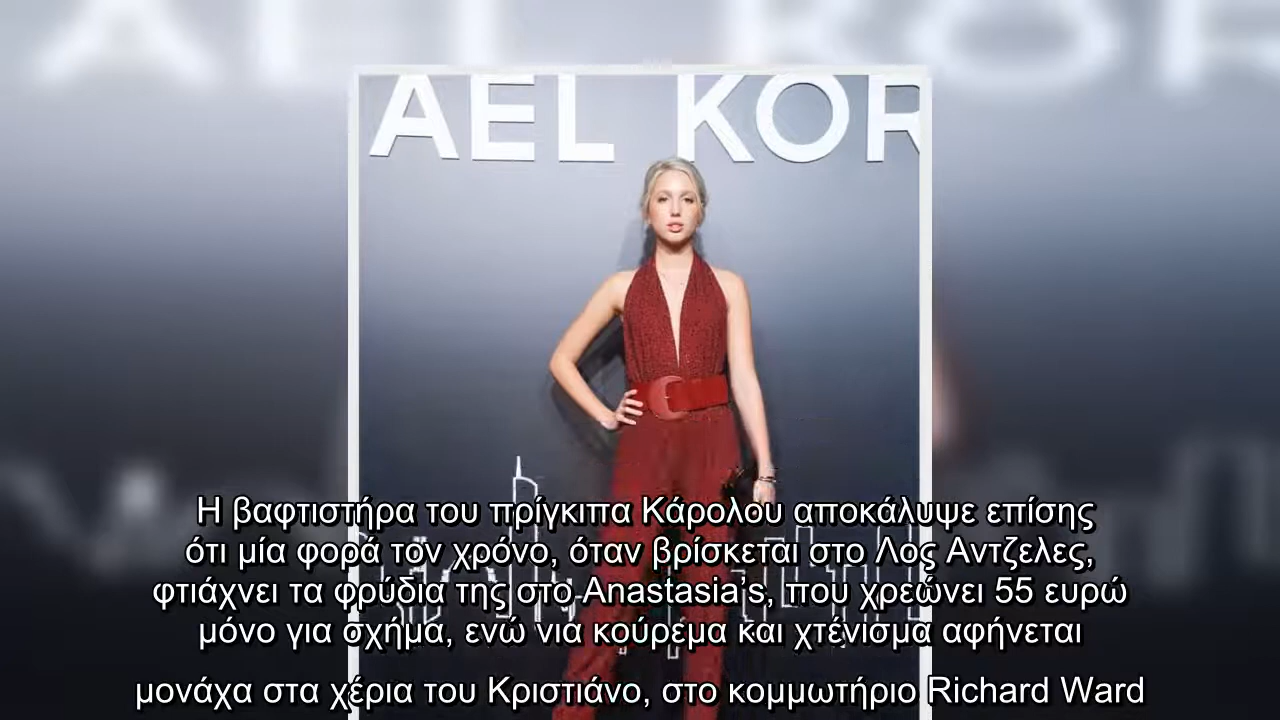 AEL KOR
Η βαφτιστήρα του πρίγκιπα Κάρολου αποκάλυψε επίσης
ότι μία φορά τον χρόνο, όταν βρίσκεται στο Λος Αντζελες,
φτιάχνει τα φρύδια της στο Anastasia's, που χρεώνει 55 ευρώ
μόνο για σχήμα, ενώ για κούρεμα και χτένισμα αφήνεται
μονάχα στα χέρια του Κριστιάνο, στο κομμωτήριο Richard Ward